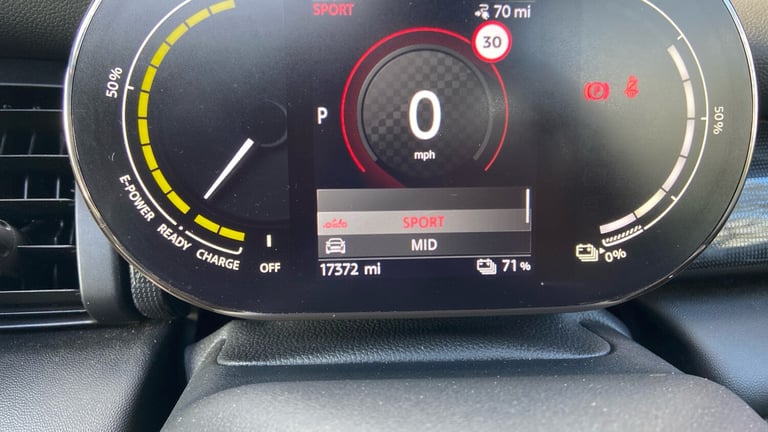 SPORT
70 mi
30
50%
P
0
mph
50%
E-POWER
READY
CHARGE
OFF
SPORT
MID
17372 mi
71%
0%